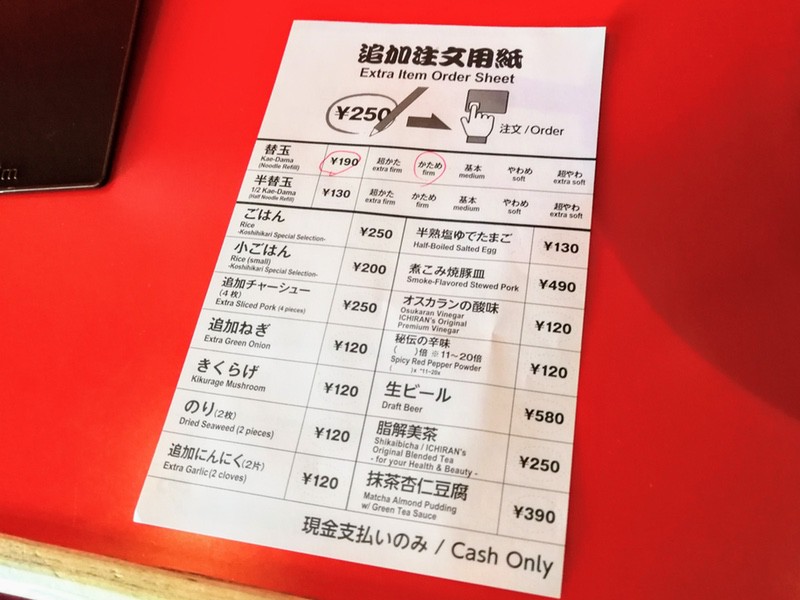 追加注文用紙
Extra Item Order Sheet
¥250
注文/Order
替玉
Kae-Dama
(Noodle Refill)
¥190
超かた
extra firm
かため
firm
基本
medium
やわめ
soft
超やわ
extra soft
半替玉
1/2 Kae-Dama
(Half Noodle Refill)
¥130
超かた
extra firm
かため
firm
基本
medium
やわめ
soft
超やわ
extra soft
ごはん
Rice
-Koshihikari Special Selection-
¥250
小ごはん
Rice (small)
-Koshihikari Special Selection-
¥200
追加チャーシュー
(4枚)
Extra Sliced Pork (4 pieces)
¥250
追加ねぎ
Extra Green Onion
¥120
きくらげ
Kikurage Mushroom
¥120
のり(2枚)
Dried Seaweed (2 pieces)
¥120
追加にんにく(2片)
Extra Garlic(2 cloves)
¥120
半熟塩ゆでたまご
Half-Boiled Salted Egg
¥130
煮こみ焼豚皿
Smoke-Flavored Stewed Pork
¥490
オスカランの酸味
Osukaran Vinegar
ICHIRAN's Original
Premium Vinegar
¥120
秘伝の辛味
( )倍 ※11〜20倍
Spicy Red Pepper Powder
( )x *11~20x
¥120
生ビール
Draft Beer
¥580
脂解美茶
Shikaibicha / ICHIRAN's
Original Blended Tea
- for your Health & Beauty -
¥250
抹茶杏仁豆腐
Matcha Almond Pudding
w/ Green Tea Sauce
¥390
現金支払いのみ / Cash Only